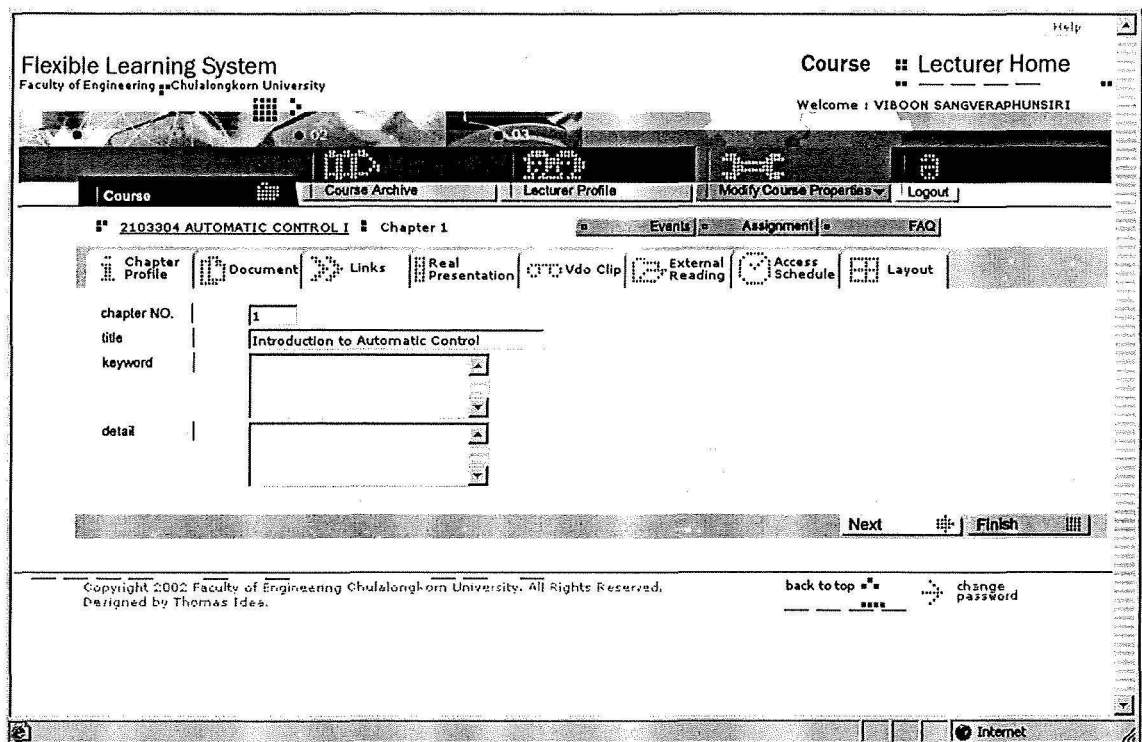 Help
Flexible Learning System
Faculty of Engineering Chulalongkorn University
Course Lecturer Home
Welcome : VIBOON SANGVERAPHUNSIRI
02 03
Course Course Archive Lecturer Profile Modify Course Properties Logout
2103304 AUTOMATIC CONTROL I Chapter 1 Events Assignment FAQ
Chapter Profile Document Links Real Presentation Vdo Clip External Reading Access Schedule Layout
chapter NO. 1
title Introduction to Automatic Control
keyword
detail
Next Finish
Copyright 2002 Faculty of Engineering Chulalongkorn University. All Rights Reserved.
Designed by Thomas Idea.
back to top change password
Internet